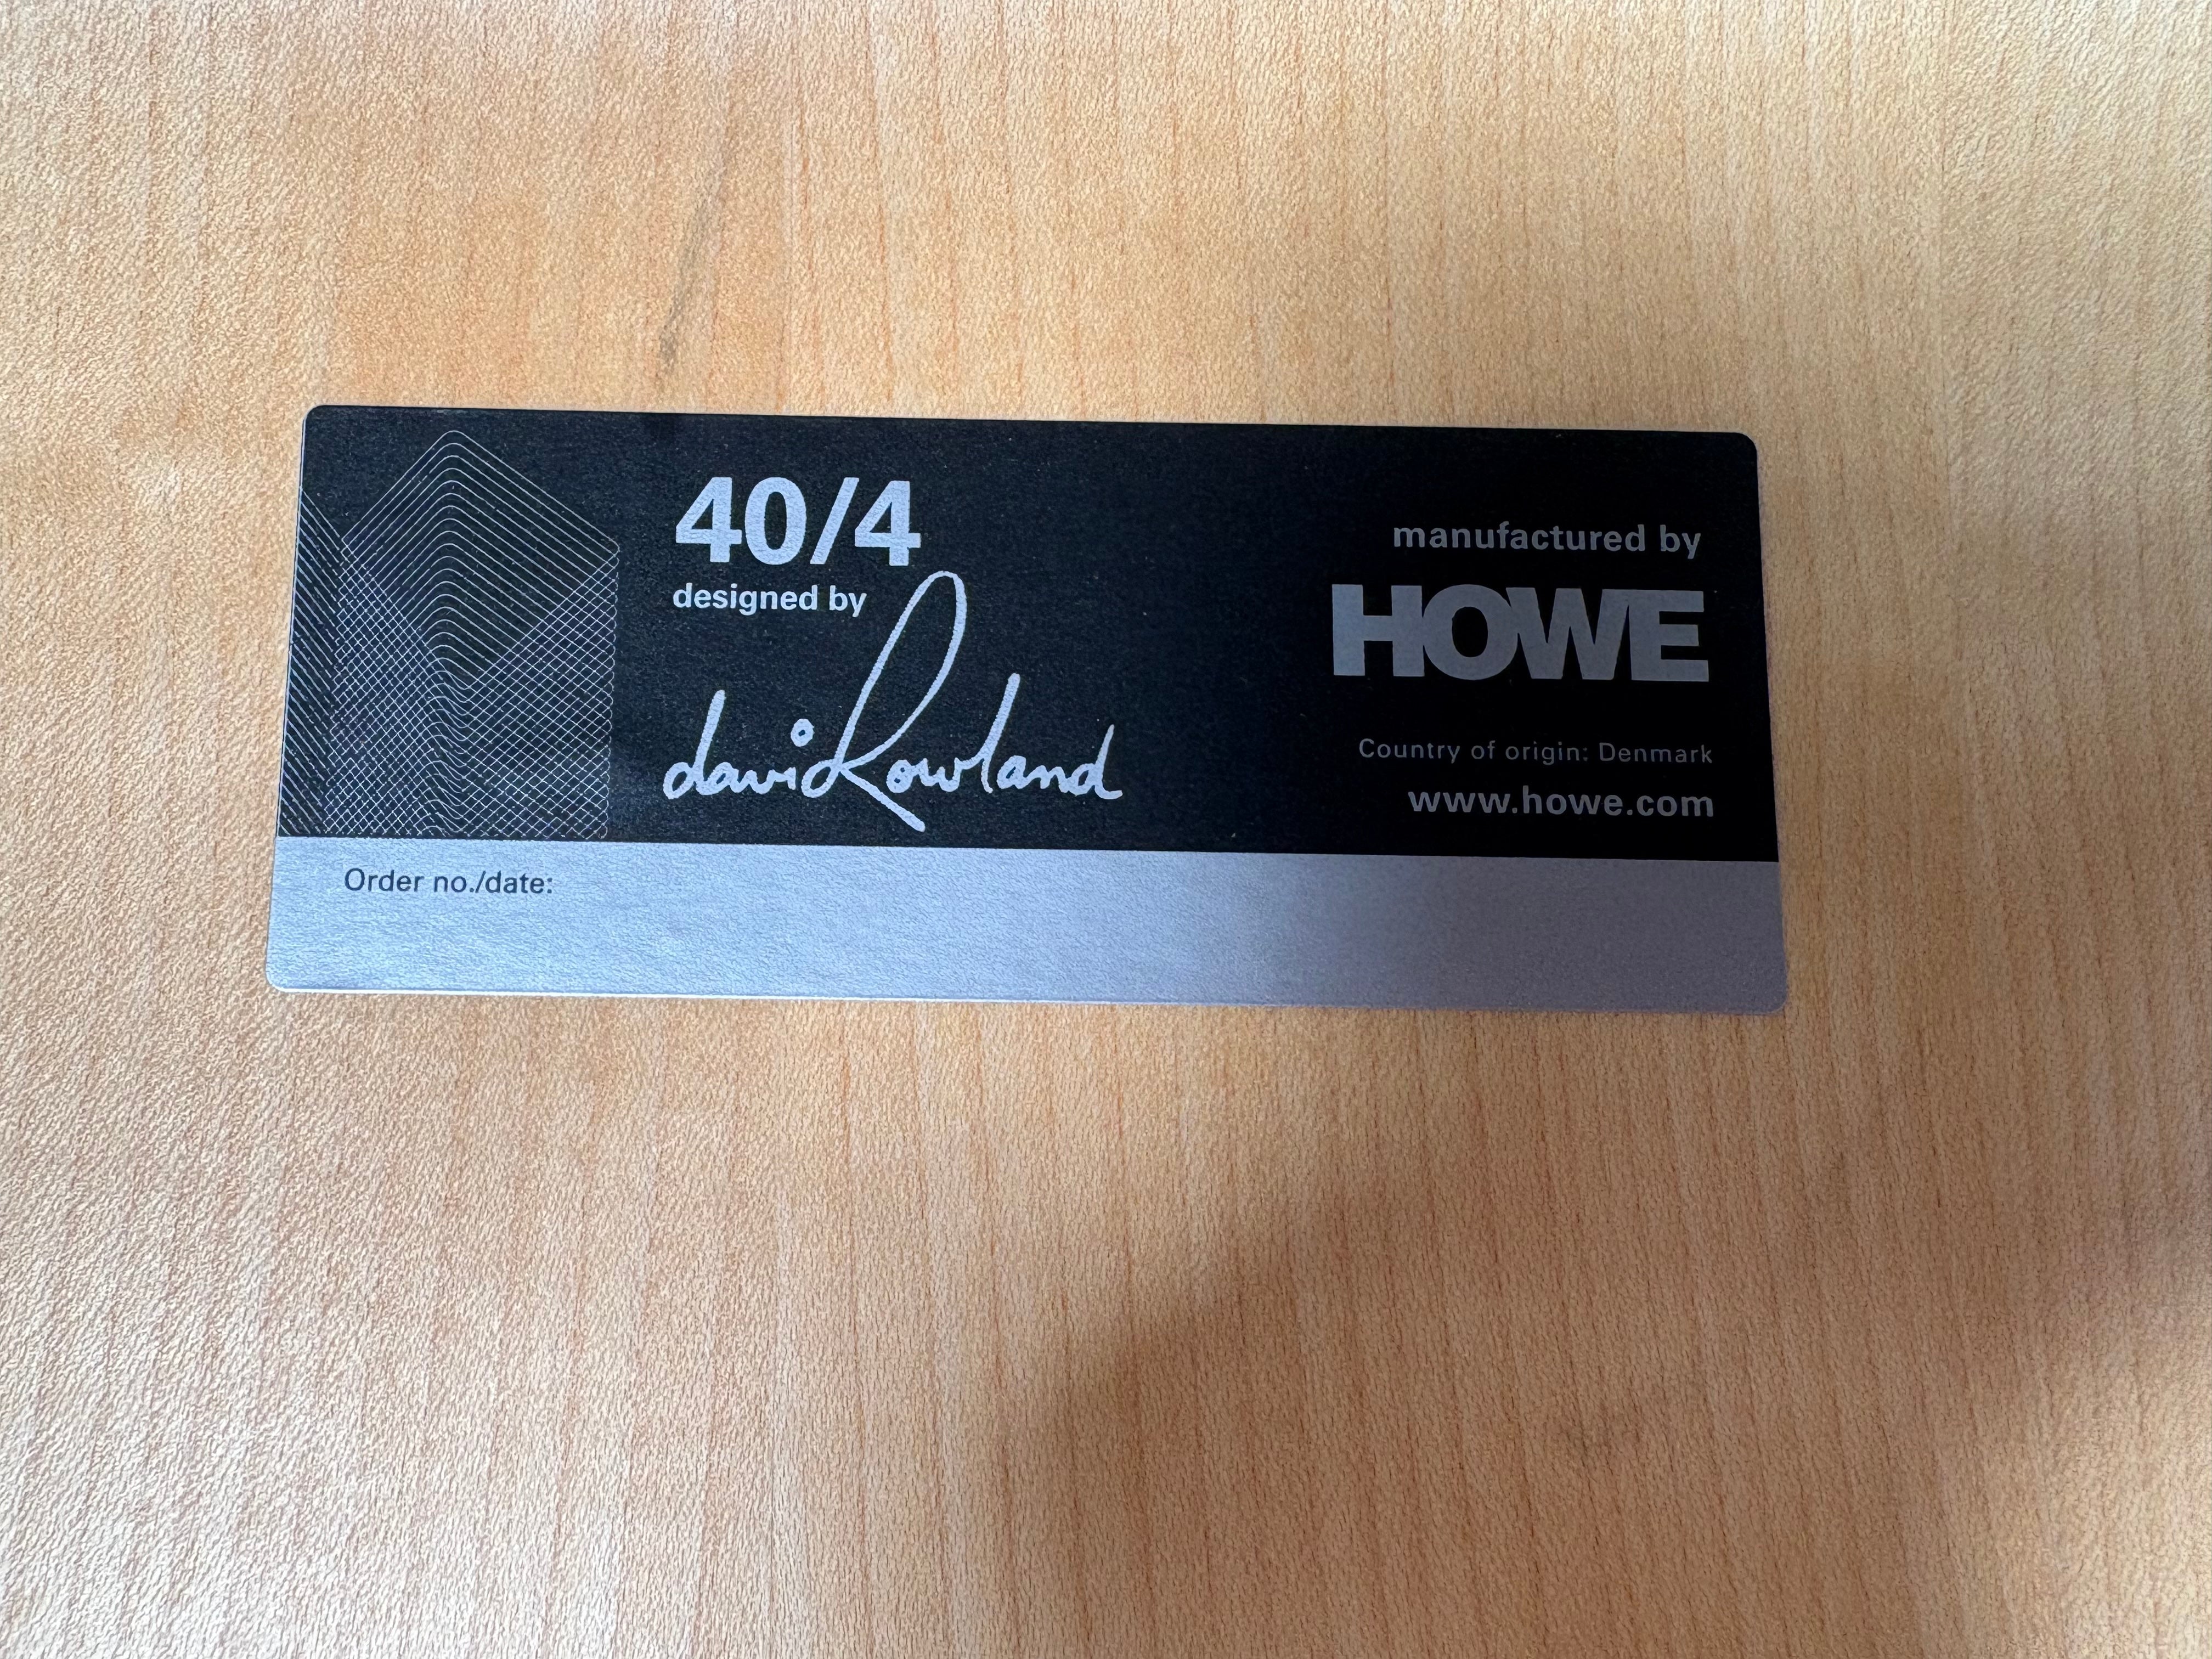 40/4
designed by
daviRowland
manufactured by
HOWE
Country of origin: Denmark
www.howe.com
Order no./date: